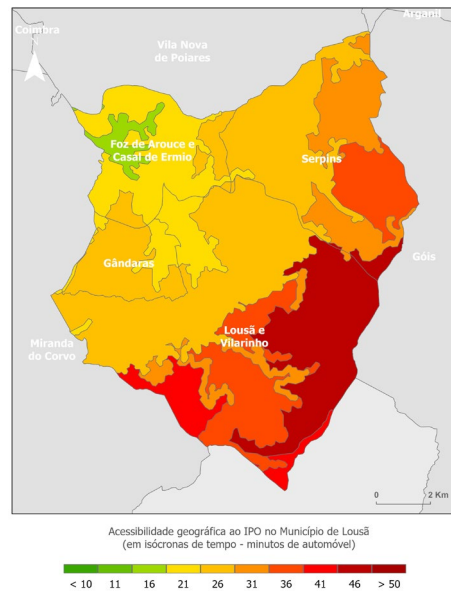 Arganil
Coimbra
N
Vila Nova
de Poiares
Foz de Arouce e
Casal de Ermio
Serpins
Góis
Gândaras
Lousã e
Vilarinho
Miranda
do Corvo
0 2 Km
Acessibilidade geográfica ao IPO no Município de Lousã
(em isócronas de tempo - minutos de automóvel)
< 10 11 16 21 26 31 36 41 46 > 50